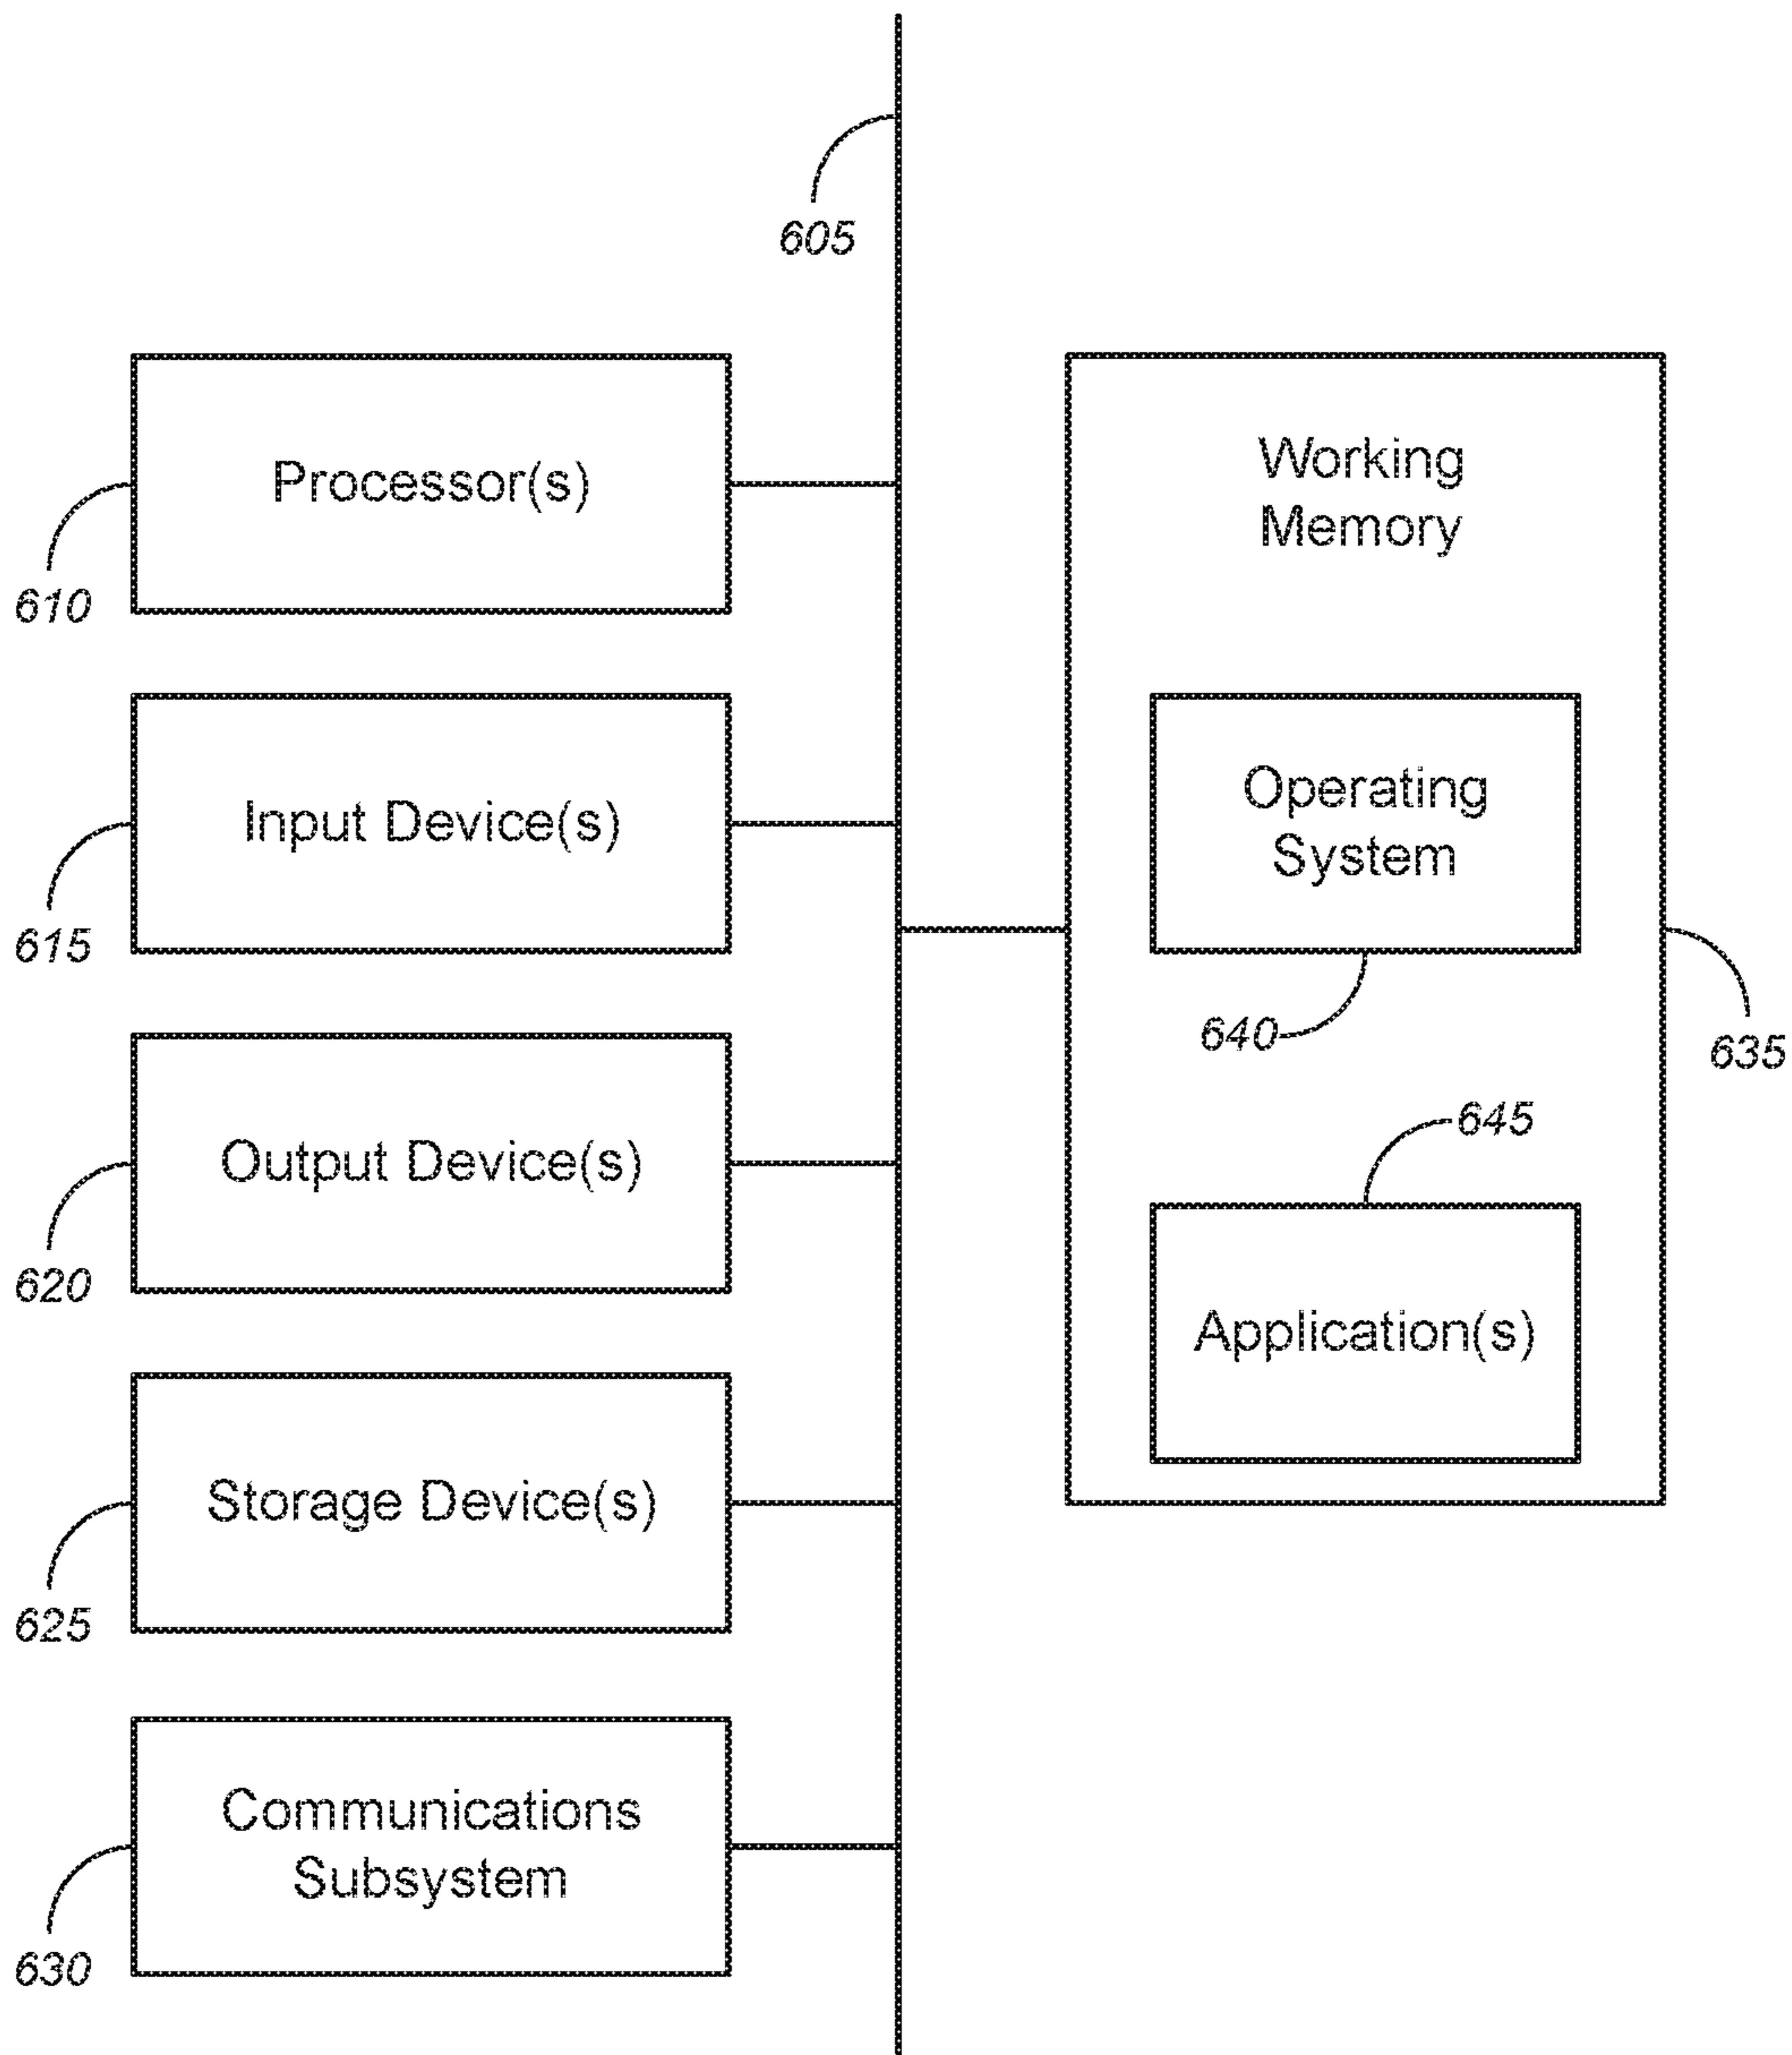 605
Processor(s)
610
Input Device(s)
615
Output Device(s)
620
Storage Device(s)
625
Communications
Subsystem
630
Working
Memory
Operating
System
640
635
645
Application(s)